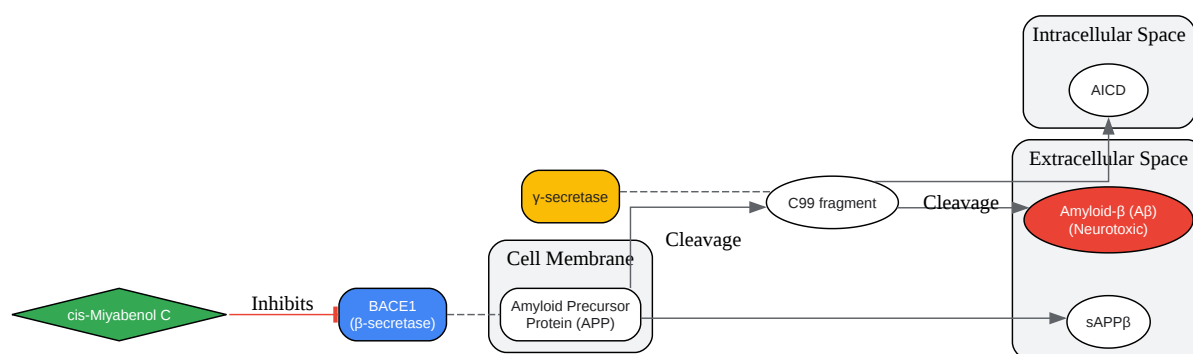 Intracellular Space
AICD
Extracellular Space
γ-secretase
C99 fragment
Cleavage
Amyloid-β (Aβ)
(Neurotoxic)
Cleavage
Cell Membrane
cis-Miyabenol C
Inhibits
BACE1
(β-secretase)
Amyloid Precursor
Protein (APP)
sAPPβ